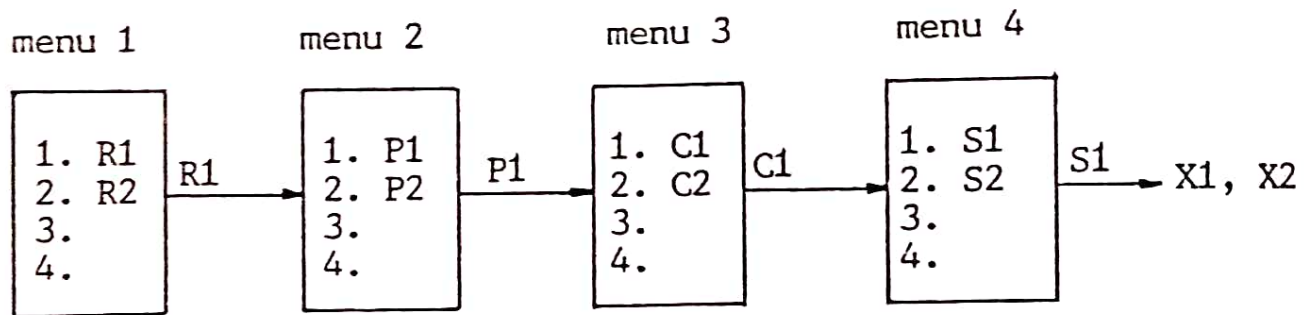 menu 1
1. R1
2. R2
3.
4.
R1
menu 2
1. P1
2. P2
3.
4.
P1
menu 3
1. C1
2. C2
3.
4.
C1
menu 4
1. S1
2. S2
3.
4.
S1
X1, X2